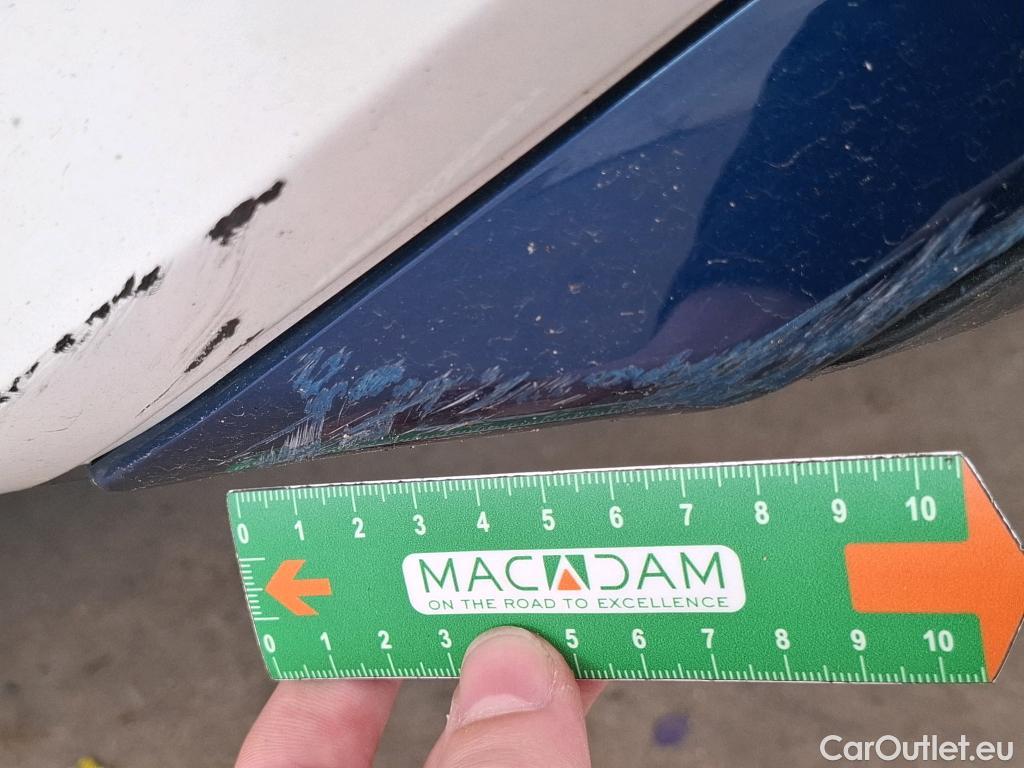 0 1 2 3 4 5 6 7 8 9 10
MACADAM
ON THE ROAD TO EXCELLENCE
0 1 2 3 5 6 7 8 9 10
CarOutlet.eu